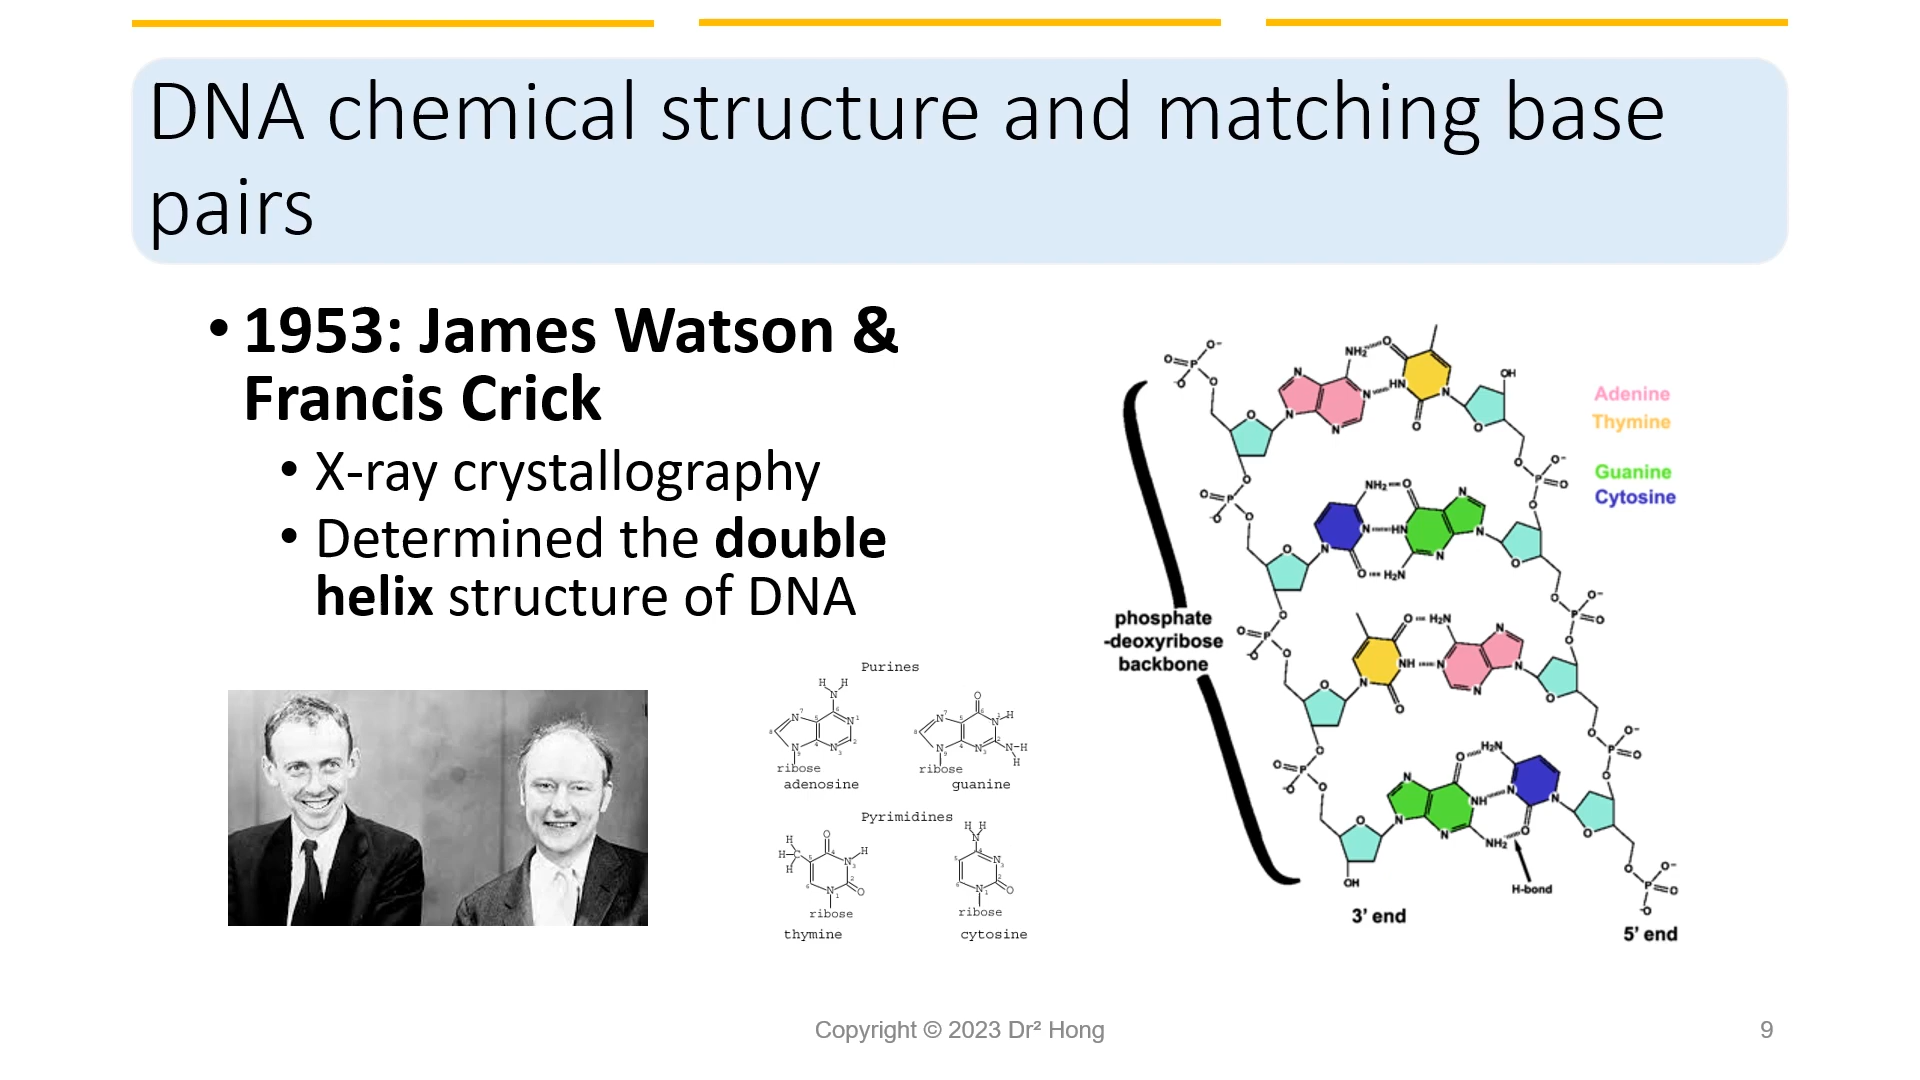 DNA chemical structure and matching base
pairs
• 1953: James Watson &
Francis Crick
• X-ray crystallography
• Determined the double
helix structure of DNA
Purines
ribose
adenosine
ribose
guanine
Pyrimidines
ribose
thymine
ribose
cytosine
phosphate
-deoxyribose
backbone
Adenine
Thymine
Guanine
Cytosine
H-bond
3’ end
5’ end
Copyright © 2023 Dr² Hong
9